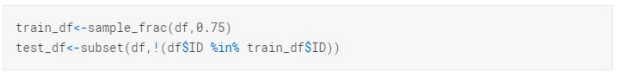 train_df<-sample_frac(df,0.75)
test_df<-subset(df,!(df$ID %in% train_df$ID))